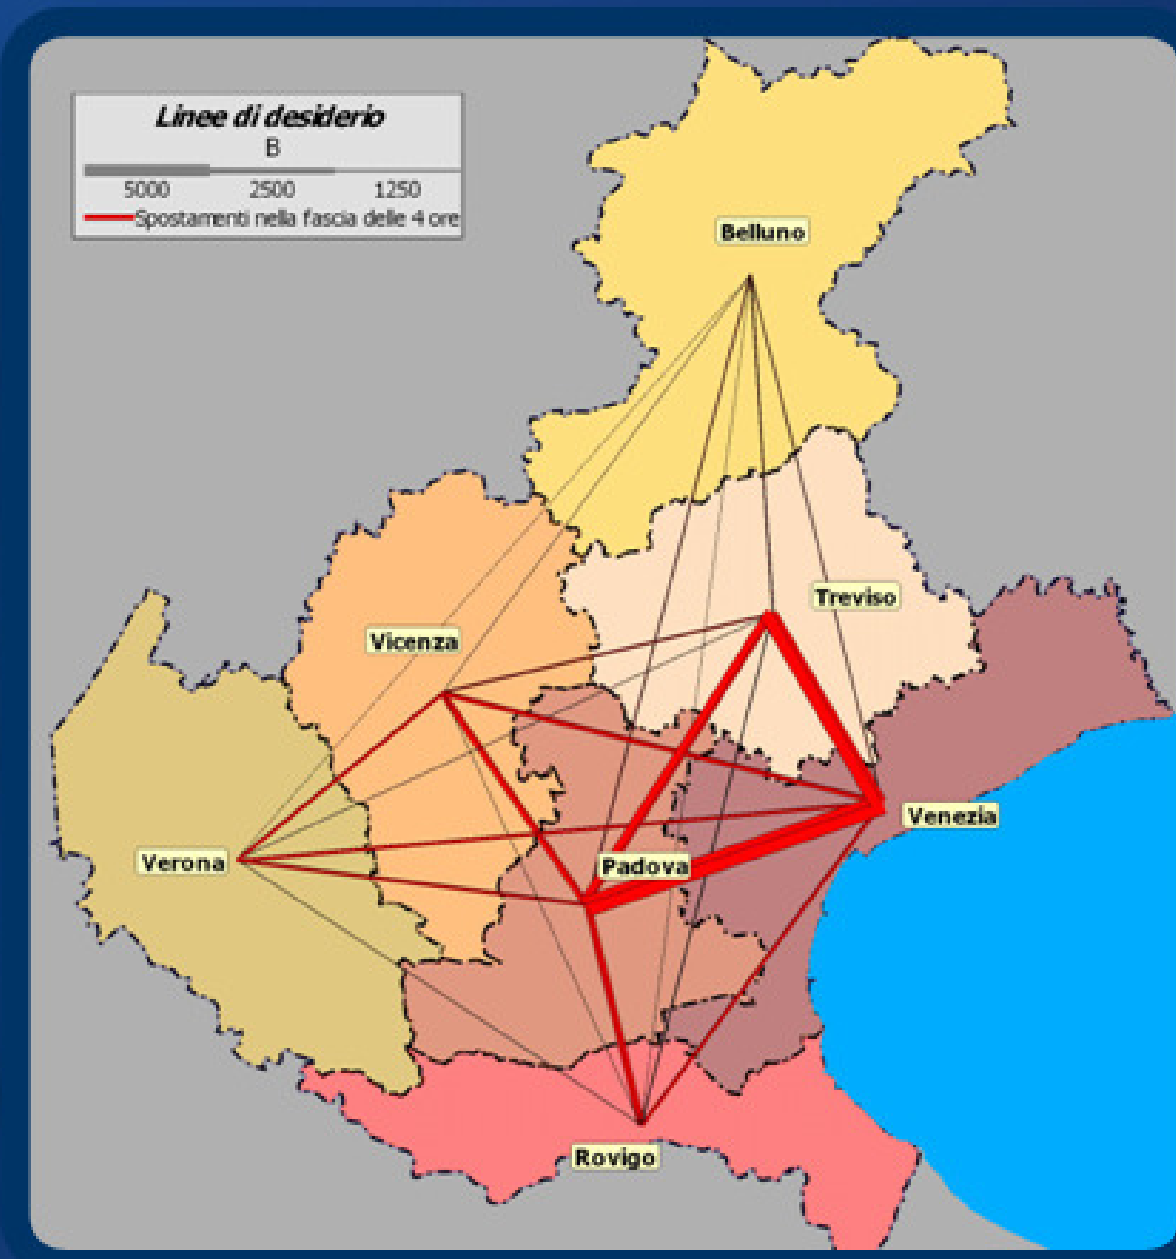 Linee di desiderio
B
5000 2500 1250
Spostamenti nella fascia delle 4 ore
Belluno
Treviso
Vicenza
Venezia
Verona
Padova
Rovigo